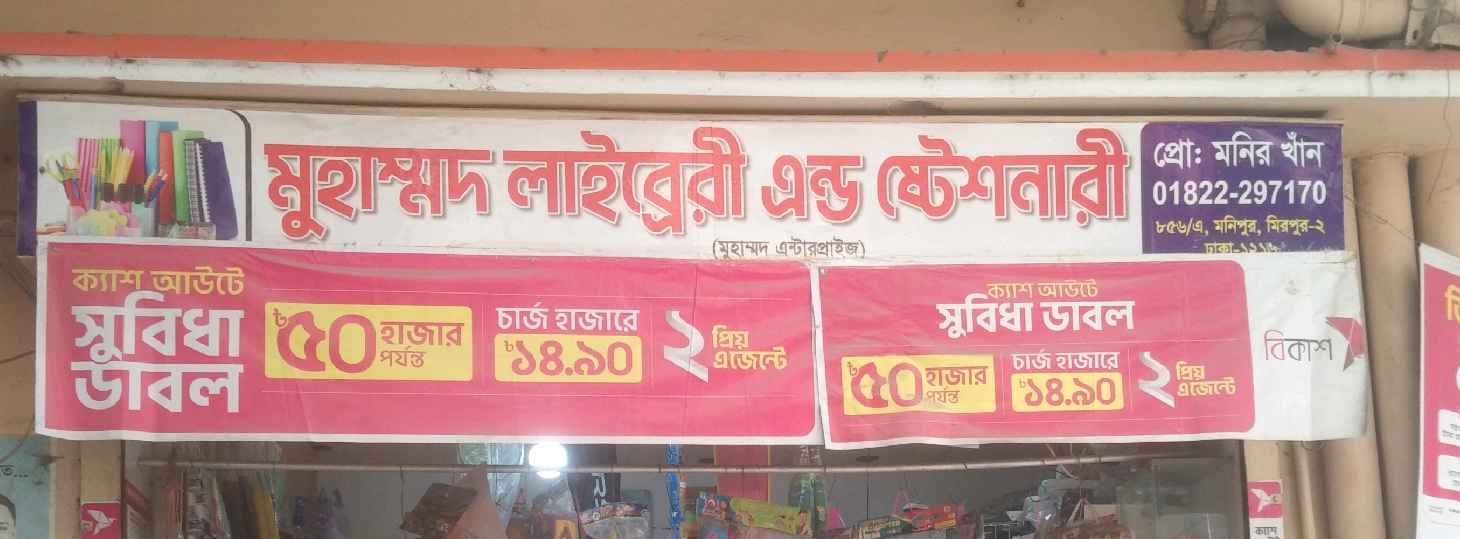 মুহাম্মদ লাইব্রেরী এন্ড ষ্টেশনারী
(মুহাম্মদ এন্টারপ্রাইজ)
প্রো: মনির খাঁন
01822-297170
৮৫৬/এ, মনিপুর, মিরপুর-২
ঢাকা-১২১৬
ক্যাশ আউটে
সুবিধা
ডাবল
৳৫০ হাজার
পর্যন্ত
চার্জ হাজারে
৳১৪.৯০
২ প্রিয়
এজেন্টে
ক্যাশ আউটে
সুবিধা ডাবল
৳৫০ হাজার
পর্যন্ত
চার্জ হাজারে
৳১৪.৯০
২ প্রিয়
এজেন্টে
বিকাশ
ক্যাশ